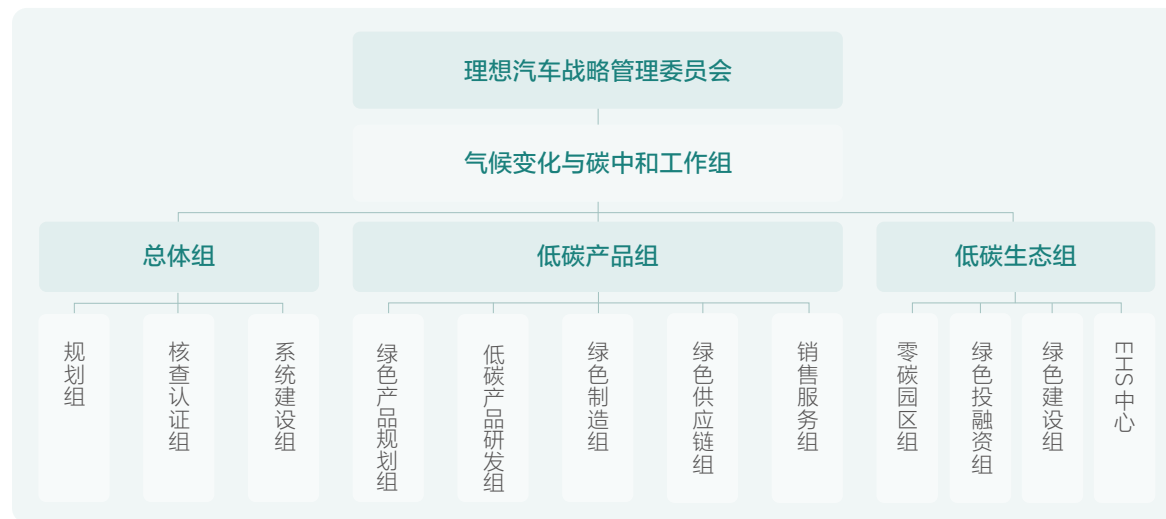 理想汽车战略管理委员会
气候变化与碳中和工作组
总体组
低碳产品组
低碳生态组
规划组
核查认证组
系统建设组
绿色产品规划组
低碳产品研发组
绿色制造组
绿色供应链组
销售服务组
零碳园区组
绿色投融资组
绿色建设组
EHS中心